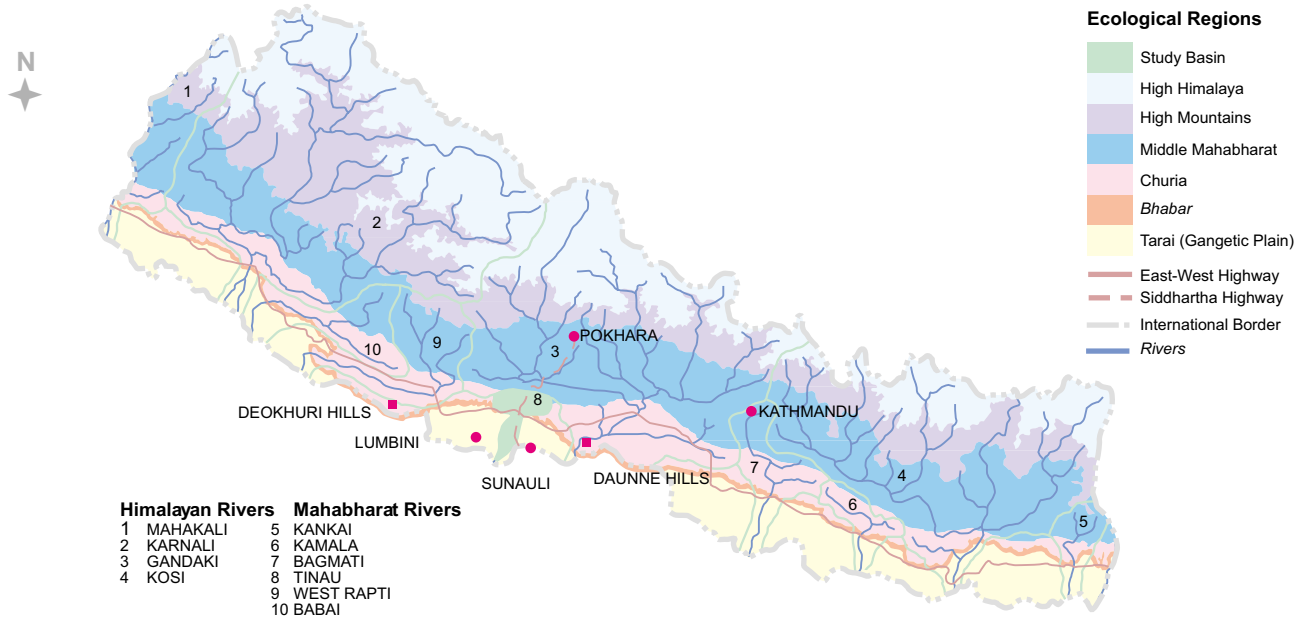 Ecological Regions
Study Basin
High Himalaya
High Mountains
Middle Mahabharat
Churia
Bhabar
Tarai (Gangetic Plain)
East-West Highway
Siddhartha Highway
International Border
Rivers
N
1
2
3
POKHARA
9
10
8
DEOKHURI HILLS
KATHMANDU
LUMBINI
SUNAULI
DAUNNE HILLS
7
4
6
5
Himalayan Rivers
1 MAHAKALI
2 KARNALI
3 GANDAKI
4 KOSI
Mahabharat Rivers
5 KANKAI
6 KAMALA
7 BAGMATI
8 TINAU
9 WEST RAPTI
10 BABAI